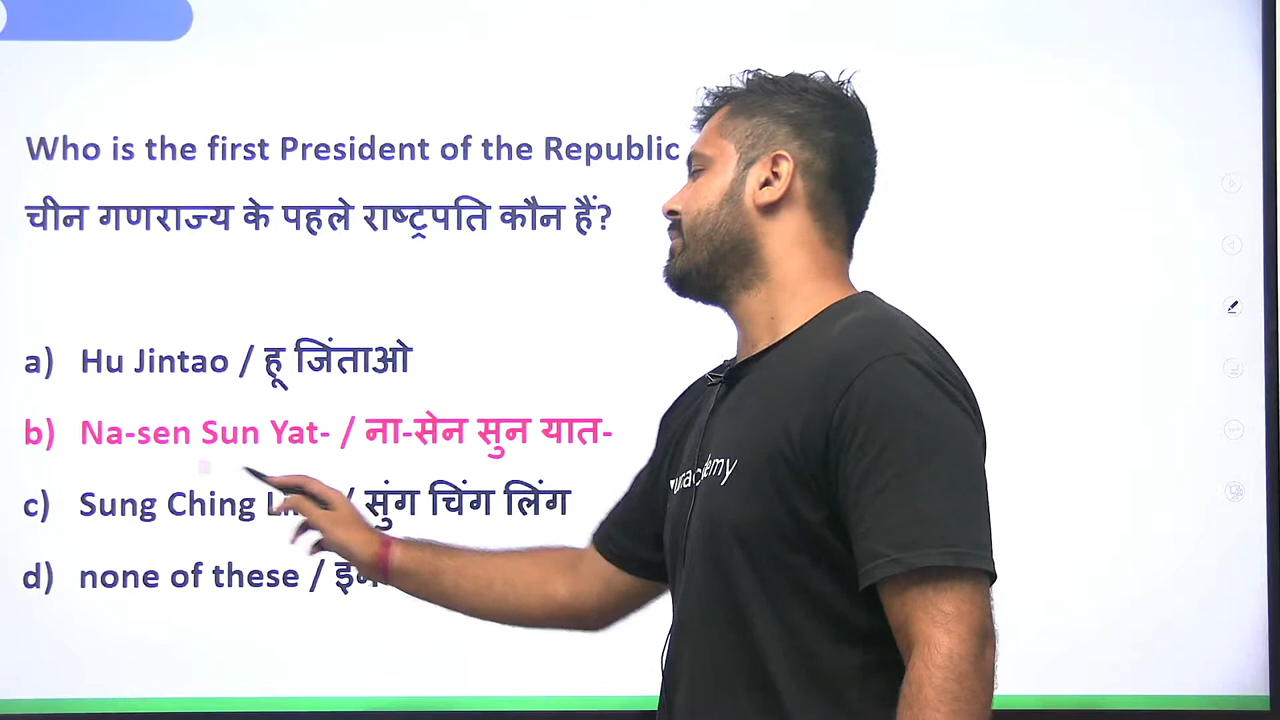 Who is the first President of the Republic
चीन गणराज्य के पहले राष्ट्रपति कौन हैं?
a) Hu Jintao / हू जिंताओ
b) Na-sen Sun Yat- / ना-सेन सुन यात-
c) Sung Ching / सुंग चिंग लिंग
d) none of these /